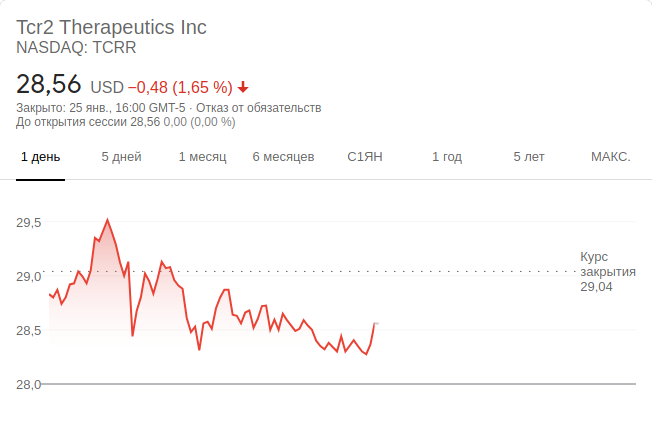 Tcr2 Therapeutics Inc
NASDAQ: TCRR
28,56 USD −0,48 (1,65 %)
Закрыто: 25 янв., 16:00 GMT-5 · Отказ от обязательств
До открытия сессии 28,56 0,00 (0,00 %)
1 день 5 дней 1 месяц 6 месяцев С1ЯН 1 год 5 лет МАКС.
29,5
29,0
28,5
28,0
Курс
закрытия
29,04